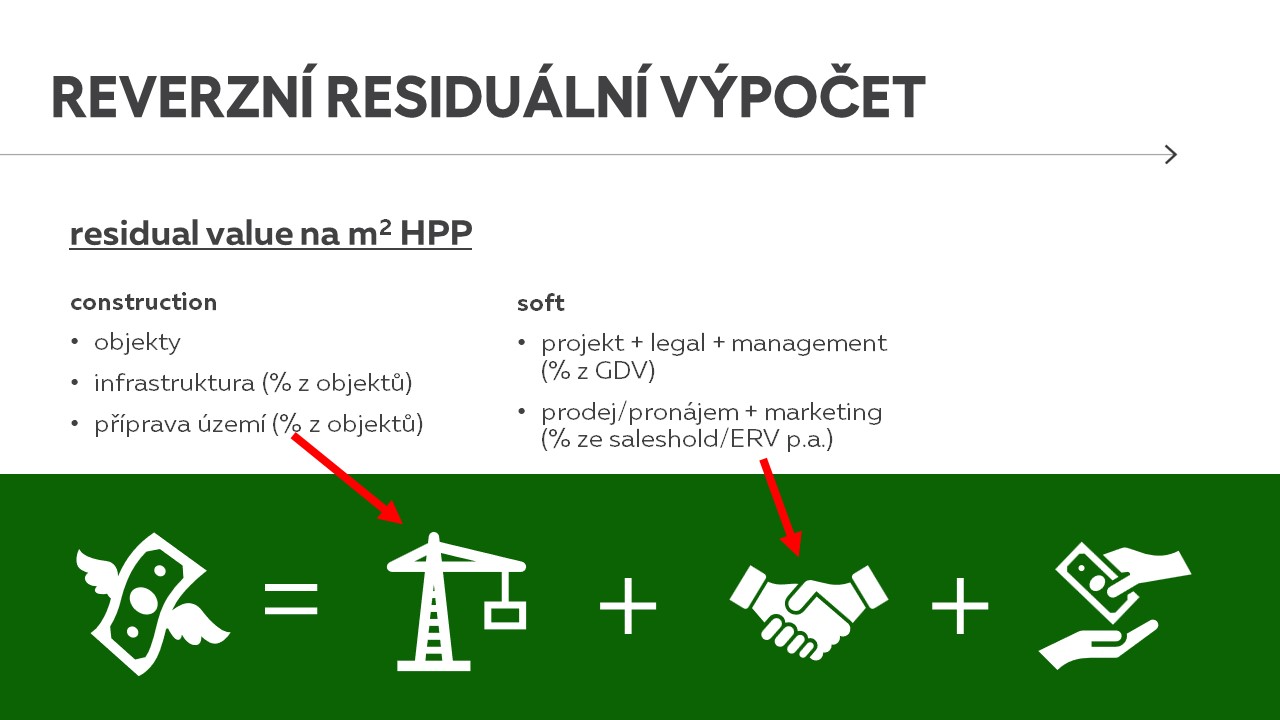 REVERZNÍ RESIDUÁLNÍ VÝPOČET
residual value na m² HPP
construction
• objekty
• infrastruktura (% z objektů)
• příprava území (% z objektů)
soft
• projekt + legal + management
(% z GDV)
• prodej/pronájem + marketing
(% ze saleshold/ERV p.a.)
= + +